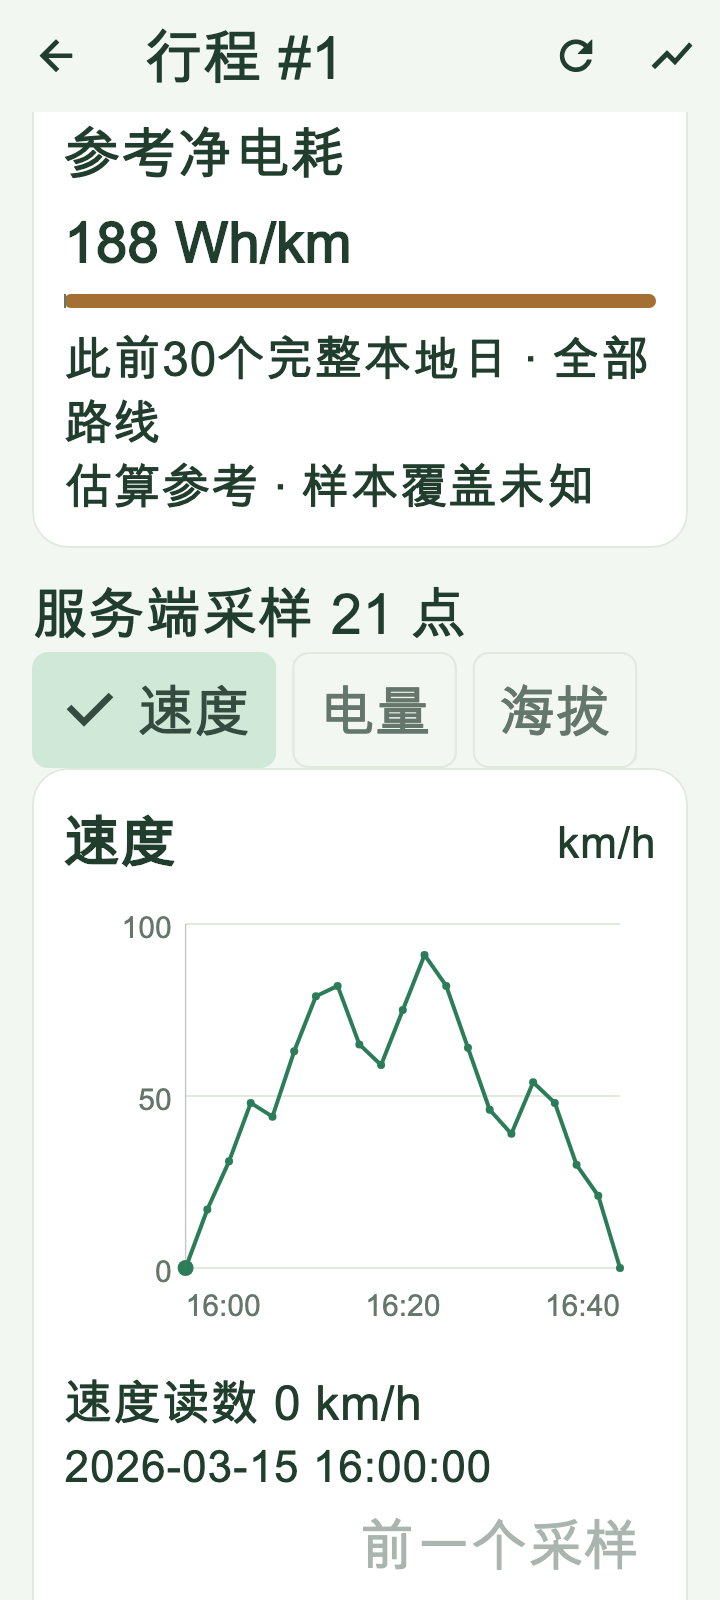 行程 #1
参考净电耗
188 Wh/km
此前30个完整本地日 · 全部
路线
估算参考 · 样本覆盖未知
服务端采样 21 点
速度
电量
海拔
速度
km/h
100
50
0
16:00
16:20
16:40
速度读数 0 km/h
2026-03-15 16:00:00
前一个采样